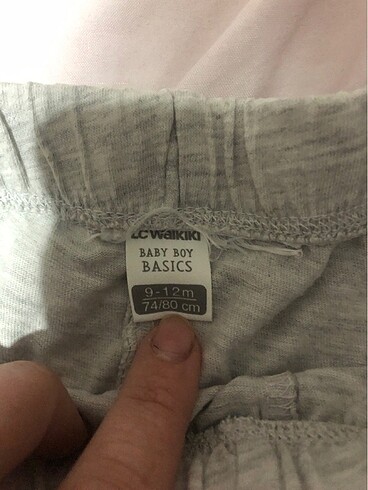 LC Waikiki
BABY BOY
BASICS
9-12m
74/80 cm